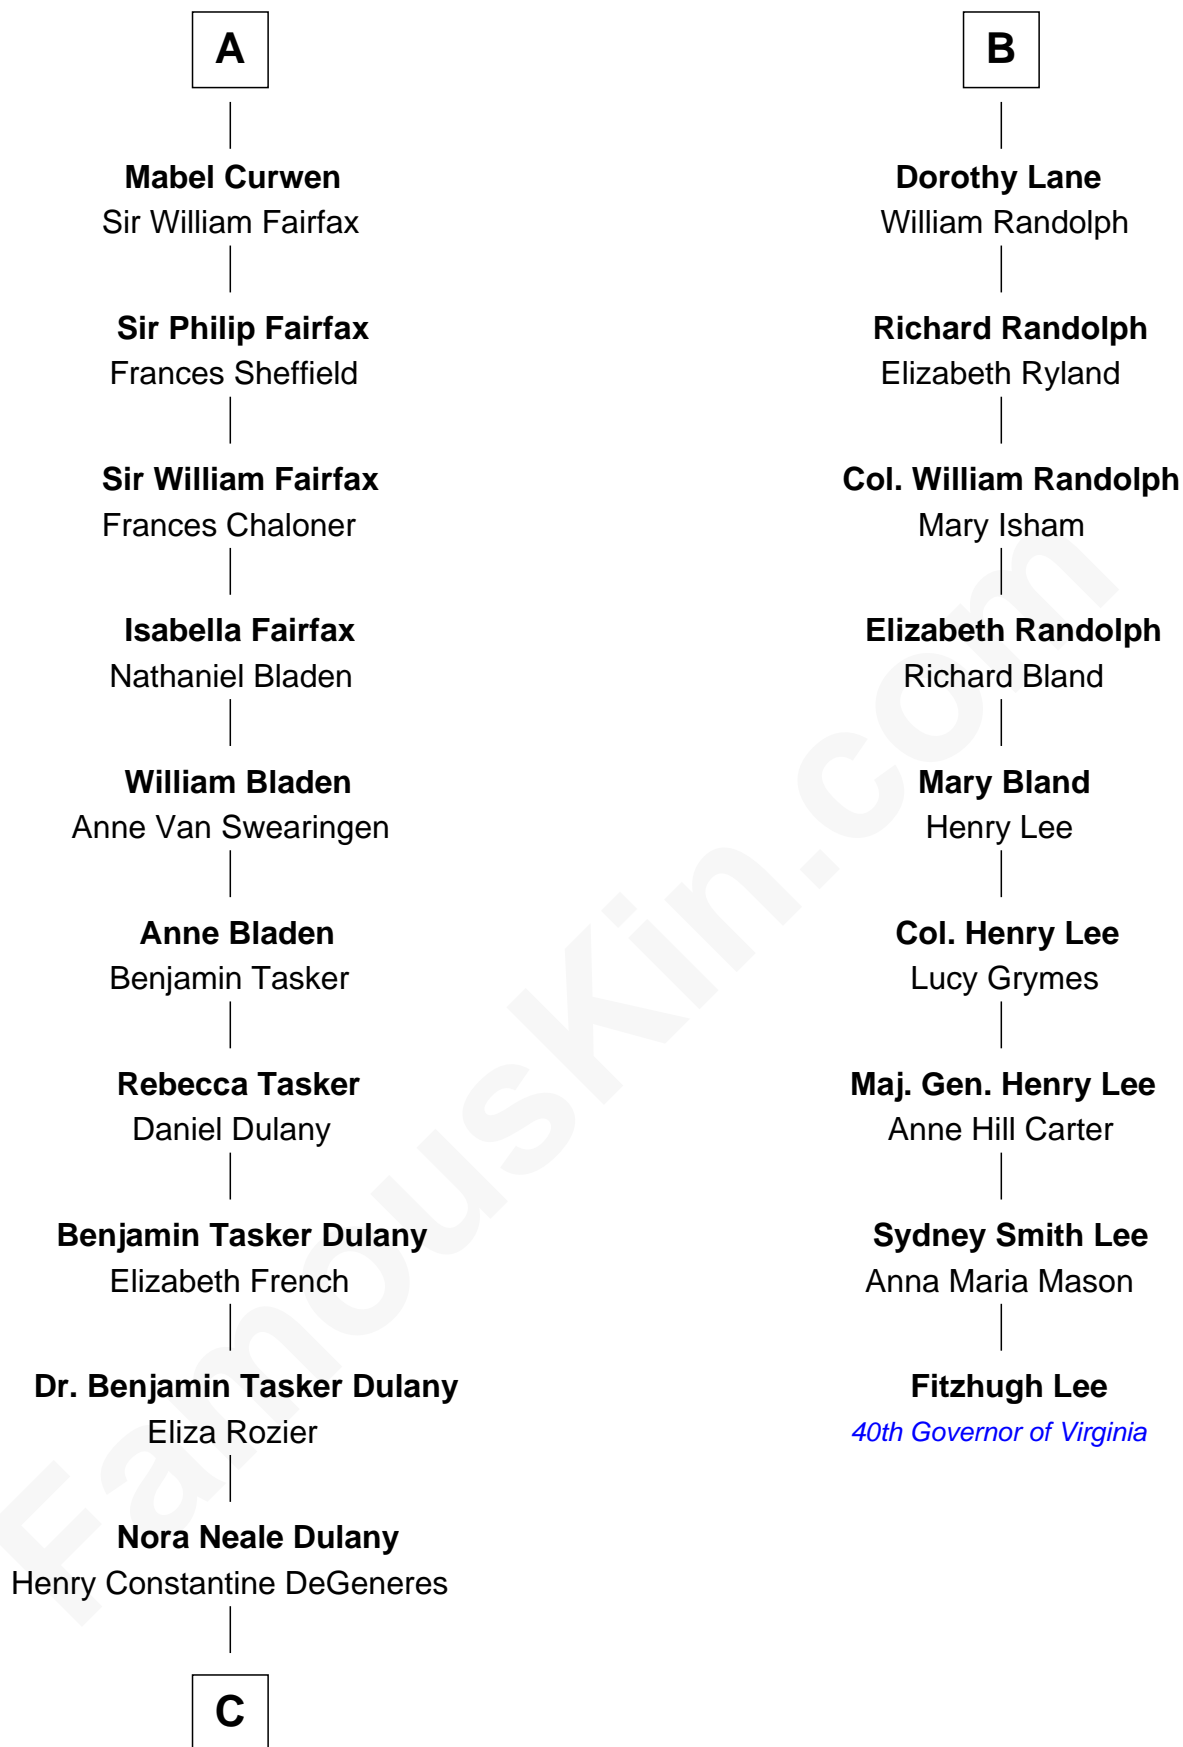 A
Mabel Curwen
Sir William Fairfax
Sir Philip Fairfax
Frances Sheffield
Sir William Fairfax
Frances Chaloner
Isabella Fairfax
Nathaniel Bladen
William Bladen
Anne Van Swearingen
Anne Bladen
Benjamin Tasker
Rebecca Tasker
Daniel Dulany
Benjamin Tasker Dulany
Elizabeth French
Dr. Benjamin Tasker Dulany
Eliza Rozier
Nora Neale Dulany
Henry Constantine DeGeneres
C
B
Dorothy Lane
William Randolph
Richard Randolph
Elizabeth Ryland
Col. William Randolph
Mary Isham
Elizabeth Randolph
Richard Bland
Mary Bland
Henry Lee
Col. Henry Lee
Lucy Grymes
Maj. Gen. Henry Lee
Anne Hill Carter
Sydney Smith Lee
Anna Maria Mason
Fitzhugh Lee
40th Governor of Virginia
FamousKin.com